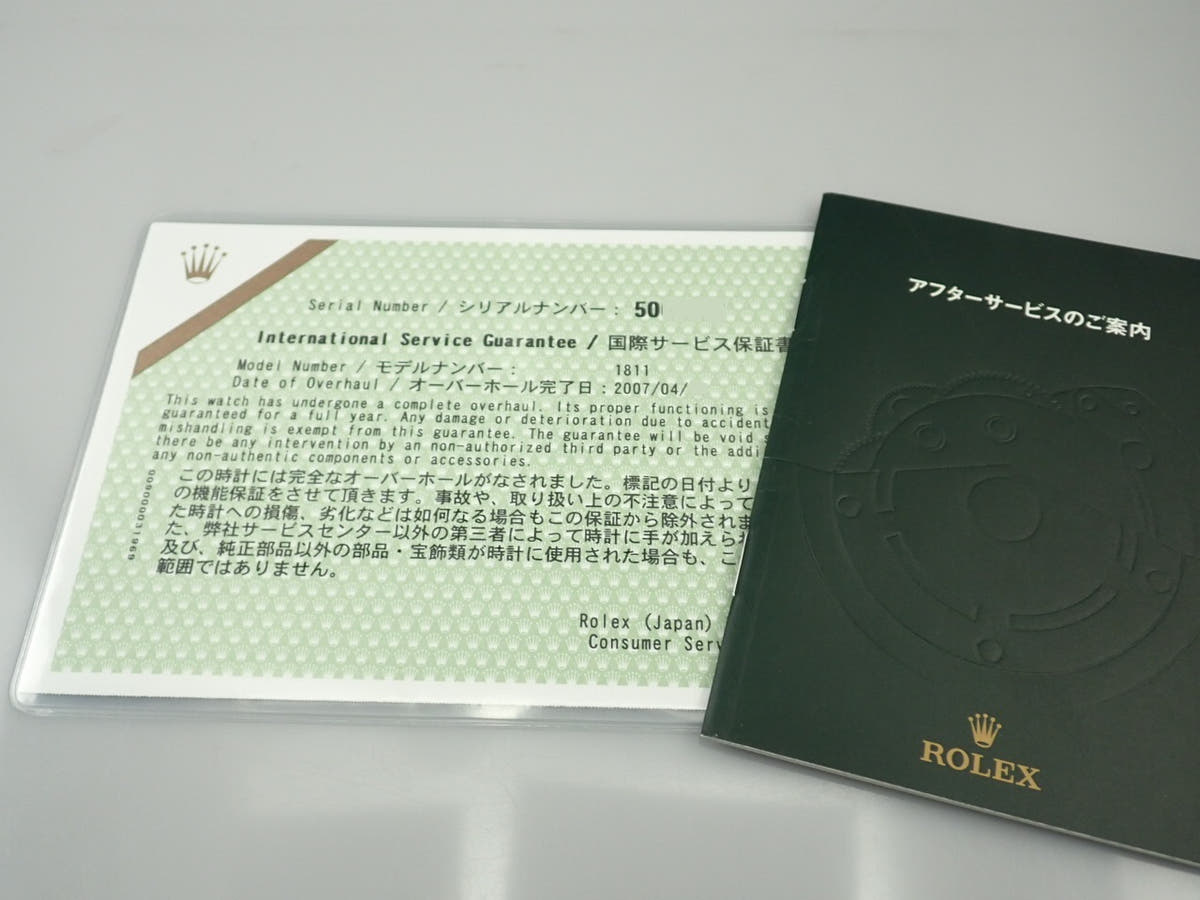 Serial Number / シリアルナンバー : 50
International Service Guarantee / 国際サービス保証書
Model Number / モデルナンバー : 1811
Date of Overhaul / オーバーホール完了日 : 2007/04/
This watch has undergone a complete overhaul. Its proper functioning is
guaranteed for a full year. Any damage or deterioration due to accident
mishandling is exempt from this guarantee. The guarantee will be void s
there be any intervention by an non-authorized third party or the addi
any non-authentic components or accessories.
この時計には完全なオーバーホールがなされました。標記の日付より
の機能保証をさせて頂きます。事故や、取り扱い上の不注意によって
た時計への損傷、劣化などは如何なる場合もこの保証から除外されま
た、弊社サービスセンター以外の第三者によって時計に手が加えられ
及び、純正部品以外の部品・宝飾類が時計に使用された場合も、こ
範囲ではありません。
Rolex (Japan)
Consumer Serv
アフターサービスのご案内
ROLEX